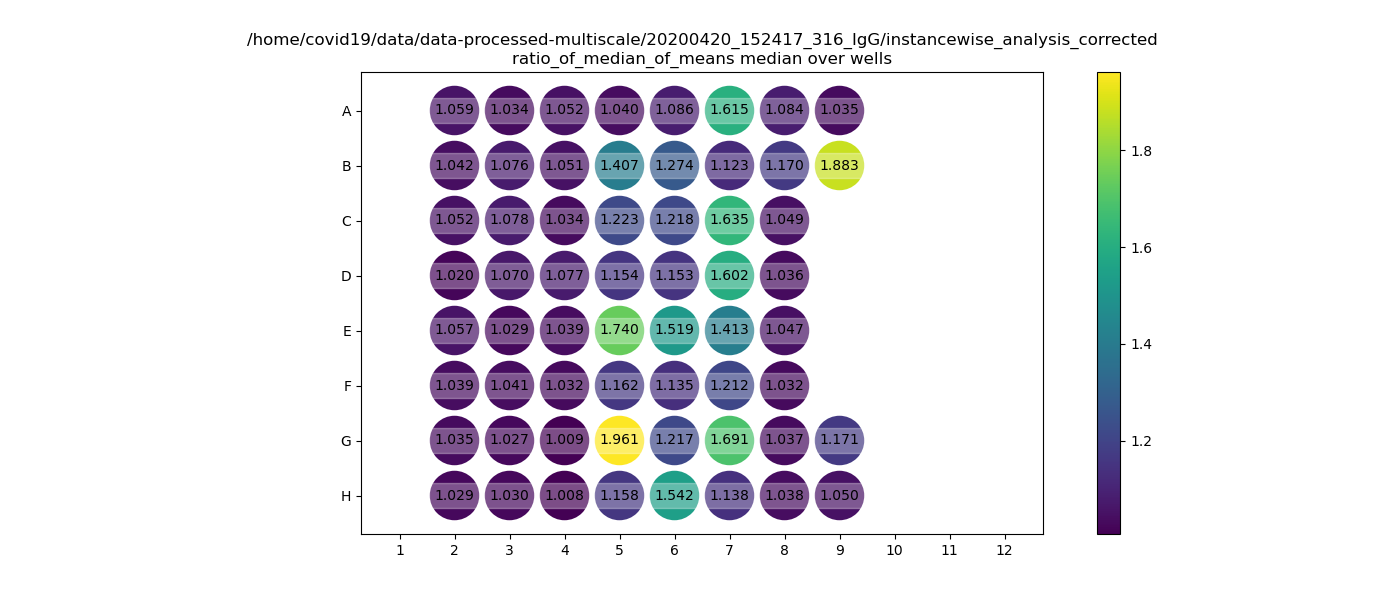 /home/covid19/data/data-processed-multiscale/20200420_152417_316_IgG/instancewise_analysis_corrected
ratio_of_median_of_means median over wells
A 1.059 1.034 1.052 1.040 1.086 1.615 1.084 1.035
B 1.042 1.076 1.051 1.407 1.274 1.123 1.170 1.883
C 1.052 1.078 1.034 1.223 1.218 1.635 1.049
D 1.020 1.070 1.077 1.154 1.153 1.602 1.036
E 1.057 1.029 1.039 1.740 1.519 1.413 1.047
F 1.039 1.041 1.032 1.162 1.135 1.212 1.032
G 1.035 1.027 1.009 1.961 1.217 1.691 1.037 1.171
H 1.029 1.030 1.008 1.158 1.542 1.138 1.038 1.050
1 2 3 4 5 6 7 8 9 10 11 12
1.8
1.6
1.4
1.2